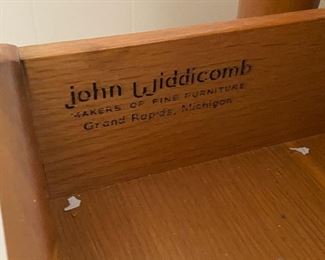 john widdicomb
MAKERS OF FINE FURNITURE
Grand Rapids, Michigan